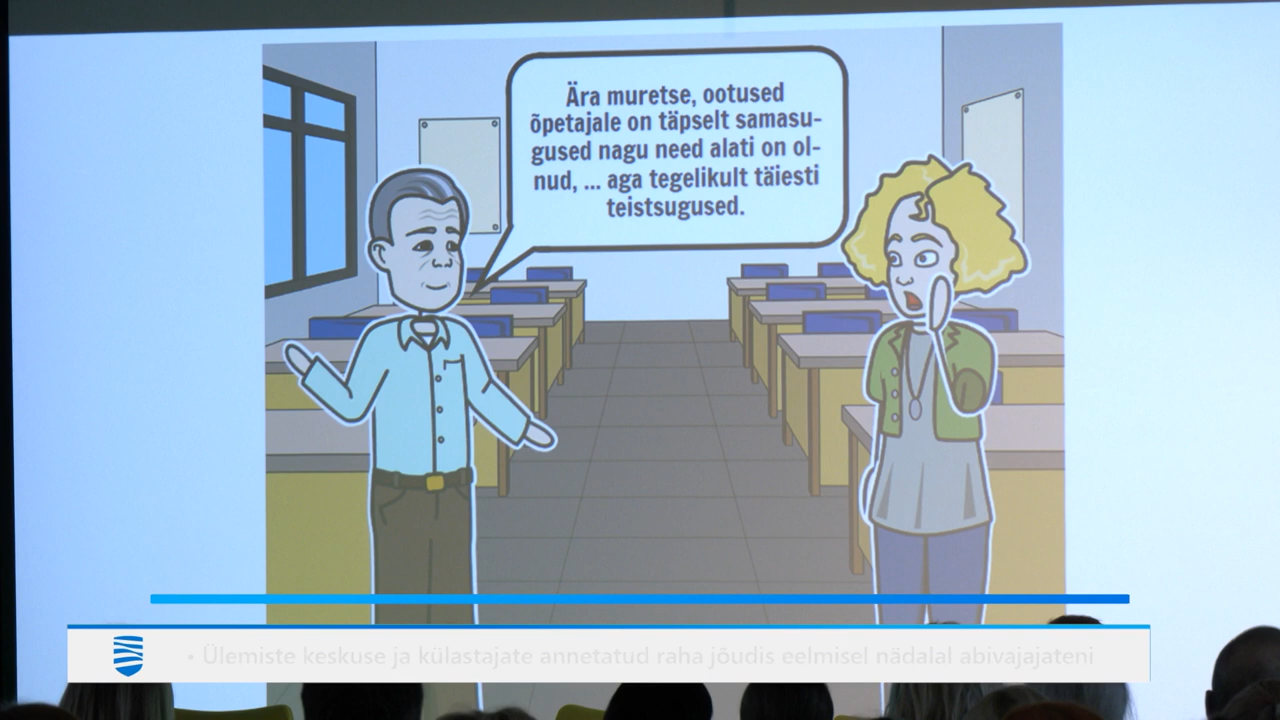 Ära muretse, ootused
õpetajale on täpselt samasu-
gused nagu need alati on ol-
nud, ... aga tegelikult täiesti
teistsugused.
• Ülemiste keskuse ja külastajate annetatud raha jõudis eelmisel nädalal abivajajateni